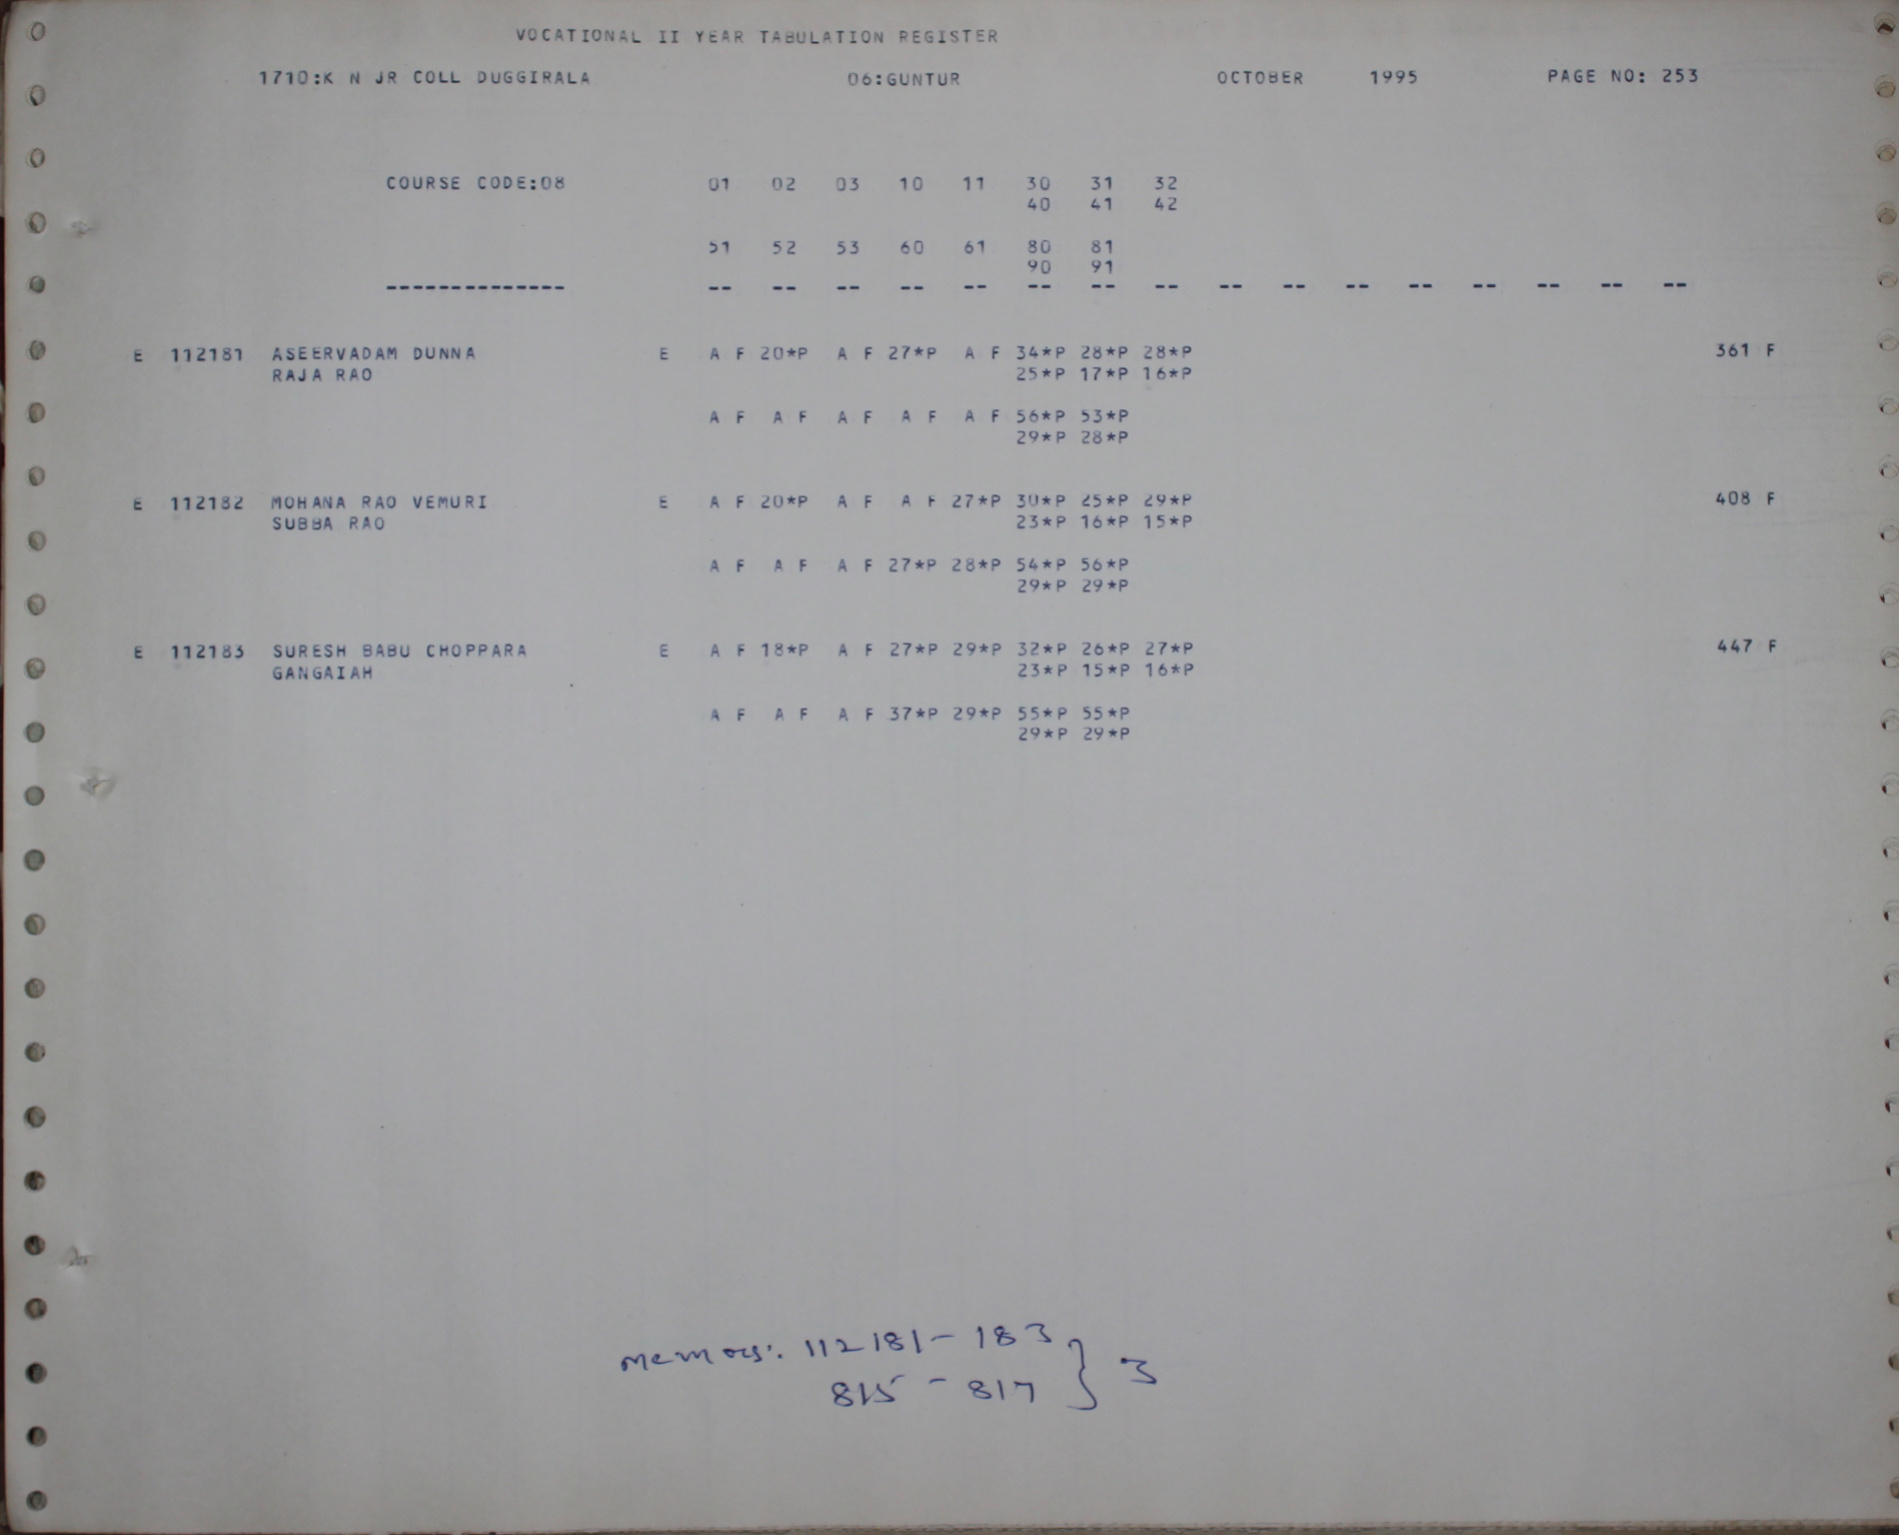 VOCATIONAL II YEAR TABULATION REGISTER
1710:K N JR COLL DUGGIRALA 06:GUNTUR OCTOBER 1995 PAGE NO: 253
COURSE CODE:08 01 02 03 10 11 30 31 32
40 41 42
51 52 53 60 61 80 81
90 91
-------------- -- -- -- -- -- -- -- -- -- -- -- -- -- -- -- --
E 112181 ASEERVADAM DUNNA E A F 20*P A F 27*P A F 34*P 28*P 28*P 361 F
RAJA RAO 25*P 17*P 16*P
A F A F A F A F A F 56*P 53*P
29*P 28*P
E 112182 MOHANA RAO VEMURI E A F 20*P A F A F 27*P 30*P 25*P 29*P 408 F
SUBBA RAO 23*P 16*P 15*P
A F A F A F 27*P 28*P 54*P 56*P
29*P 29*P
E 112183 SURESH BABU CHOPPARA E A F 18*P A F 27*P 29*P 32*P 26*P 27*P 447 F
GANGAIAH 23*P 15*P 16*P
A F A F A F 37*P 29*P 55*P 55*P
29*P 29*P
memos: 112181 - 183
815 - 817 } 3